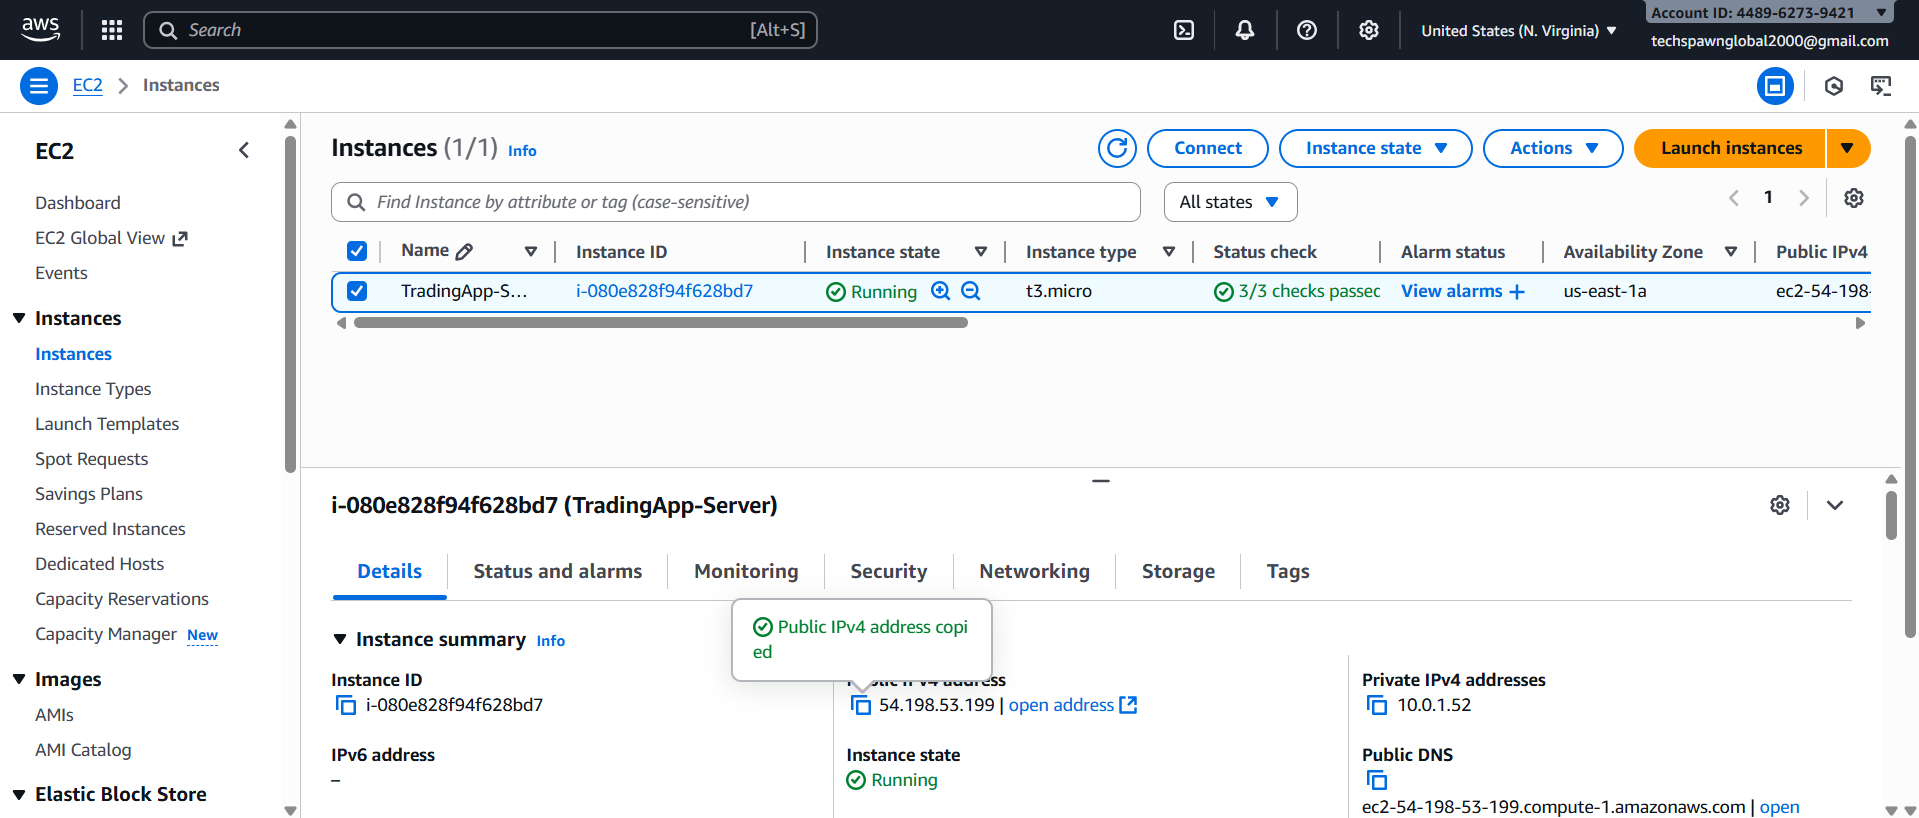 aws
Search
[Alt+S]
United States (N. Virginia)
Account ID: 4489-6273-9421
techspawnglobal2000@gmail.com
EC2
Instances
EC2
Dashboard
EC2 Global View
Events
Instances
Instances
Instance Types
Launch Templates
Spot Requests
Savings Plans
Reserved Instances
Dedicated Hosts
Capacity Reservations
Capacity Manager New
Images
AMIs
AMI Catalog
Elastic Block Store
Instances (1/1) Info
Connect
Instance state
Actions
Launch instances
Find Instance by attribute or tag (case-sensitive)
All states
1
Name Instance ID Instance state Instance type Status check Alarm status Availability Zone Public IPv4
TradingApp-S... i-080e828f94f628bd7 Running t3.micro 3/3 checks passed View alarms + us-east-1a ec2-54-198-
i-080e828f94f628bd7 (TradingApp-Server)
Details
Status and alarms
Monitoring
Security
Networking
Storage
Tags
Public IPv4 address copi
ed
Instance summary Info
Instance ID
i-080e828f94f628bd7
Public IPv4 address
54.198.53.199 | open address
Private IPv4 addresses
10.0.1.52
IPv6 address
–
Instance state
Running
Public DNS
ec2-54-198-53-199.compute-1.amazonaws.com | open